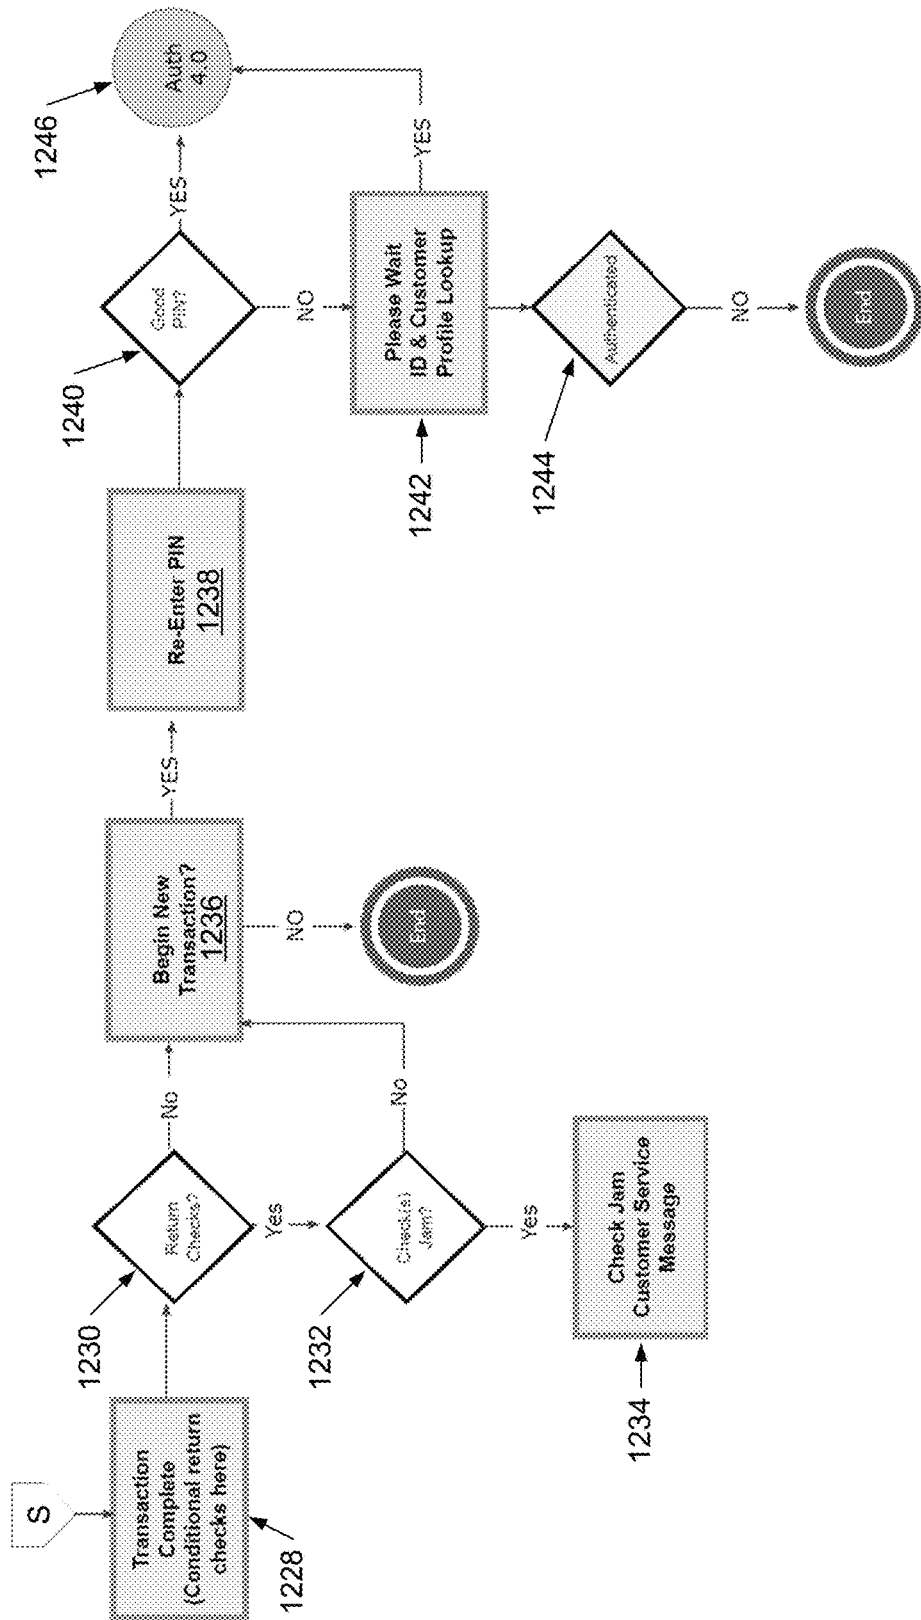 S
Transaction
Complete
(Conditional return
checks here)
1228
1230
Return
Checks?
No
Yes
1232
Check(s)
Jam?
No
Yes
1234
Check Jam
Customer Service
Message
Begin New
Transaction?
1236
NO
End
YES
Re-Enter PIN
1238
1240
Good
PIN?
YES
NO
1246
Auth
4.0
1242
Please Wait
ID & Customer
Profile Lookup
YES
1244
Authenticated
NO
End